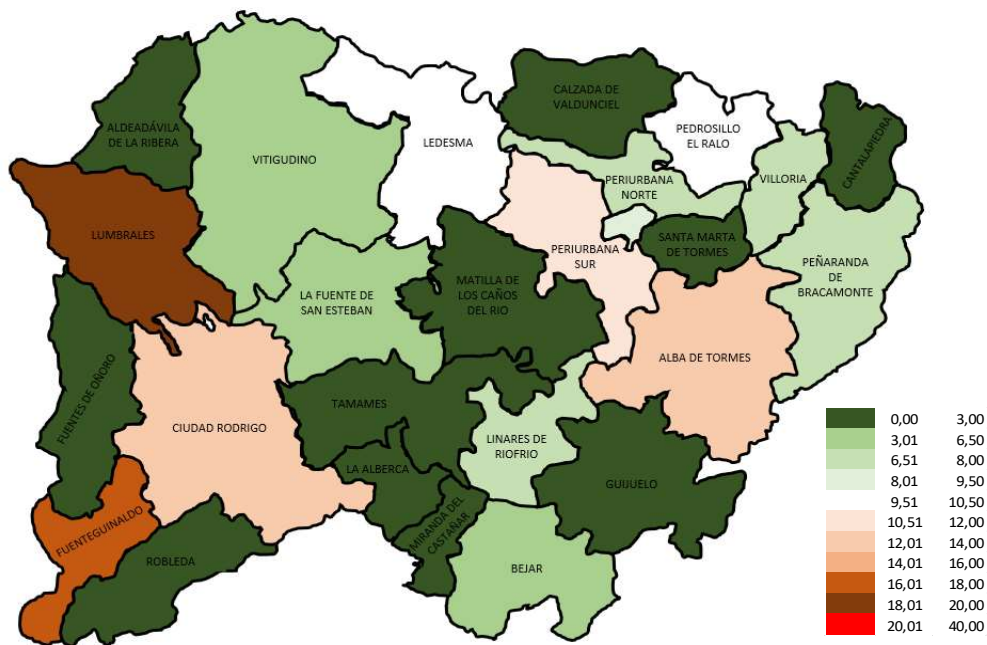 CALZADA DE
VALDUNCIEL
ALDEADÁVILA
DE LA RIBERA
VITIGUDINO
LEDESMA
PEDROSILLO
EL RALO
CANTALAPIEDRA
PERIURBANA
NORTE
VILLORIA
LUMBRALES
PERIURBANA
SUR
SANTA MARTA
DE TORMES
PEÑARANDA
DE
BRACAMONTE
LA FUENTE DE
SAN ESTEBAN
MATILLA DE
LOS CAÑOS
DEL RIO
ALBA DE TORMES
FUENTES DE OÑORO
TAMAMES
CIUDAD RODRIGO
LINARES DE
RIOFRIO
LA ALBERCA
GUIJUELO
MIRANDA DEL
CASTAÑAR
FUENTEGUINALDO
ROBLEDA
BEJAR
0,00 3,00
3,01 6,50
6,51 8,00
8,01 9,50
9,51 10,50
10,51 12,00
12,01 14,00
14,01 16,00
16,01 18,00
18,01 20,00
20,01 40,00